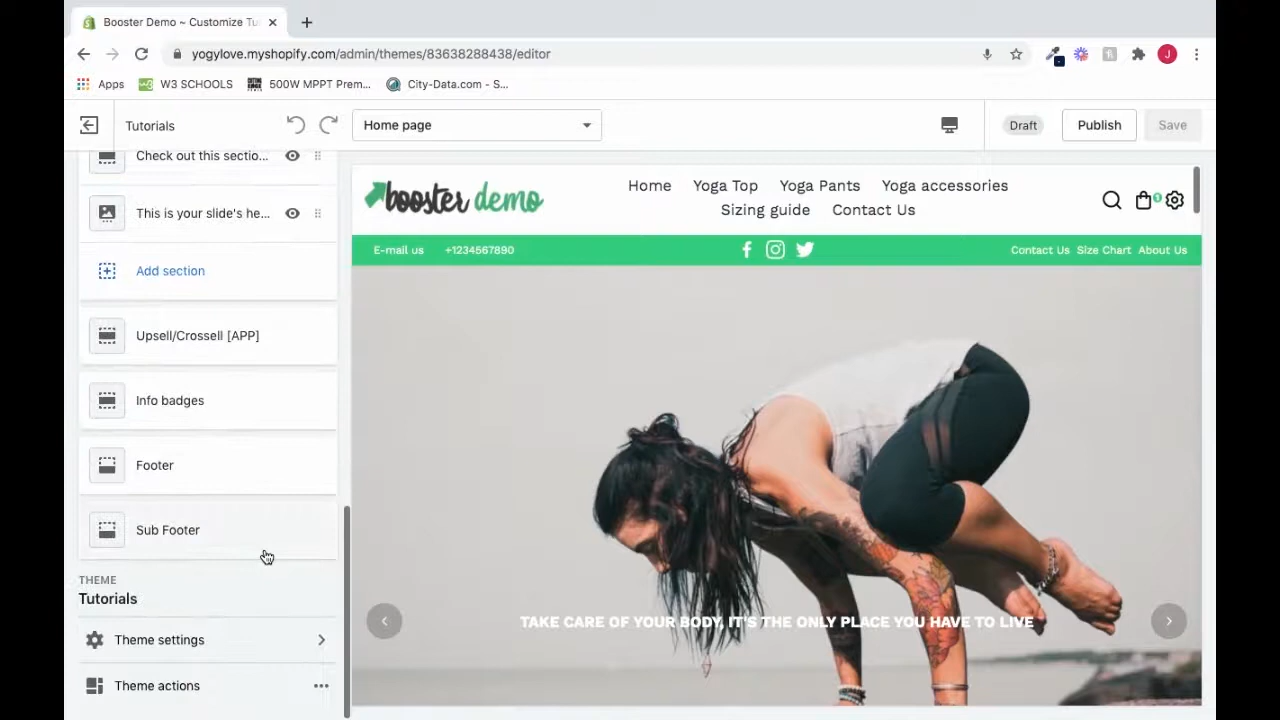 Booster Demo ~ Customize Tu
yogylove.myshopify.com/admin/themes/83638288438/editor
Apps W3 SCHOOLS 500W MPPT Prem... City-Data.com - S...
Tutorials Home page Draft Publish Save
Check out this sectio...
This is your slide's he...
Add section
Upsell/Crossell [APP]
Info badges
Footer
Sub Footer
THEME
Tutorials
Theme settings
Theme actions
booster demo
Home Yoga Top Yoga Pants Yoga accessories
Sizing guide Contact Us
E-mail us +1234567890 Contact Us Size Chart About Us
TAKE CARE OF YOUR BODY, IT'S THE ONLY PLACE YOU HAVE TO LIVE